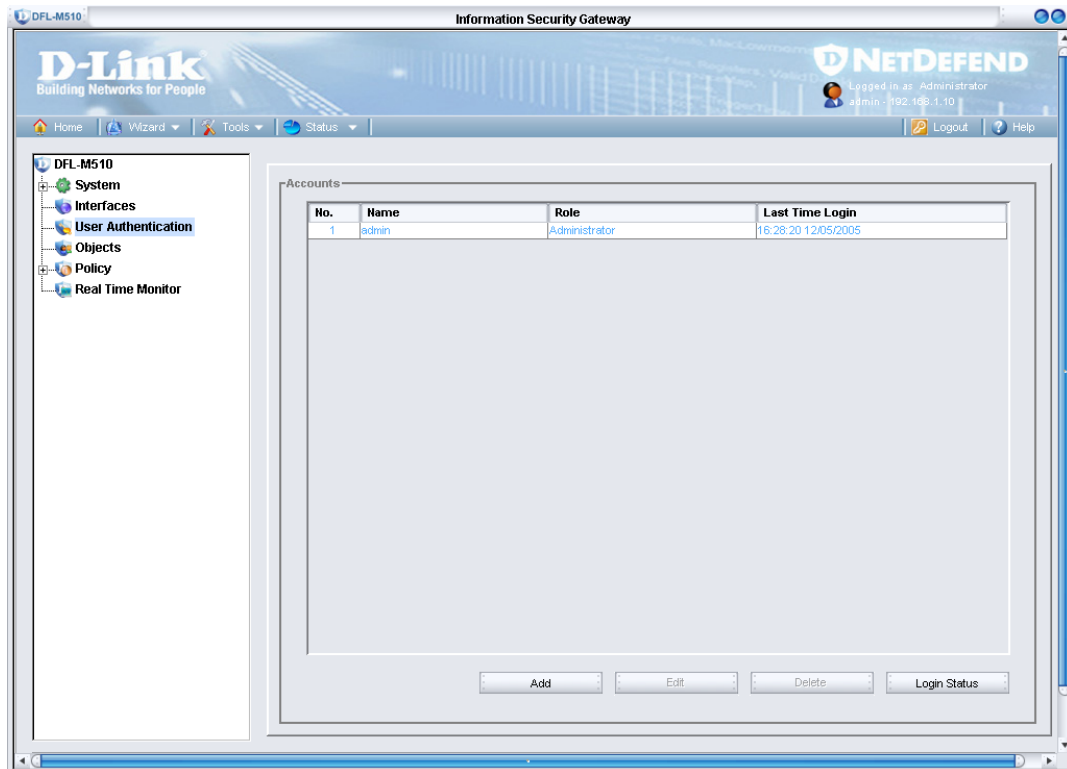 DFL-M510
Information Security Gateway
D-Link
Building Networks for People
NETDEFEND
Logged in as Administrator
admin - 192.168.1.10
Home
Wizard
Tools
Status
Logout
Help
DFL-M510
System
Interfaces
User Authentication
Objects
Policy
Real Time Monitor
Accounts
No. Name Role Last Time Login
1 admin Administrator 16:28:20 12/05/2005
Add
Edit
Delete
Login Status